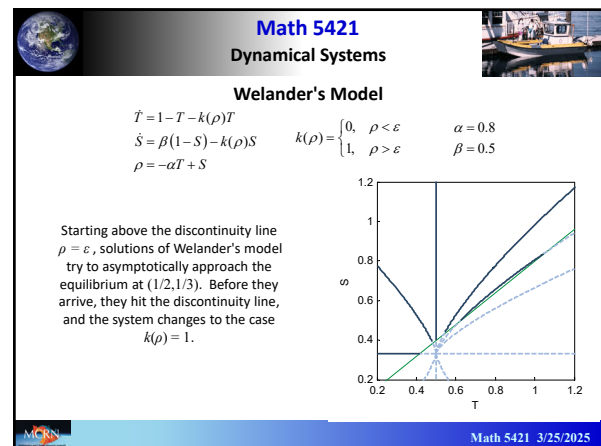 Math 5421
Dynamical Systems
Welander's Model
Ṫ = 1 − T − k(ρ)T
Ṡ = β(1 − S) − k(ρ)S
ρ = −αT + S
k(ρ) = {0, ρ < ε
1, ρ > ε
α = 0.8
β = 0.5
Starting above the discontinuity line
ρ = ε , solutions of Welander's model
try to asymptotically approach the
equilibrium at (1/2,1/3). Before they
arrive, they hit the discontinuity line,
and the system changes to the case
k(ρ) = 1.
1.2
1
0.8
S
0.6
0.4
0.2
0.2 0.4 0.6 0.8 1 1.2
T
MCRN
Math 5421 3/25/2025